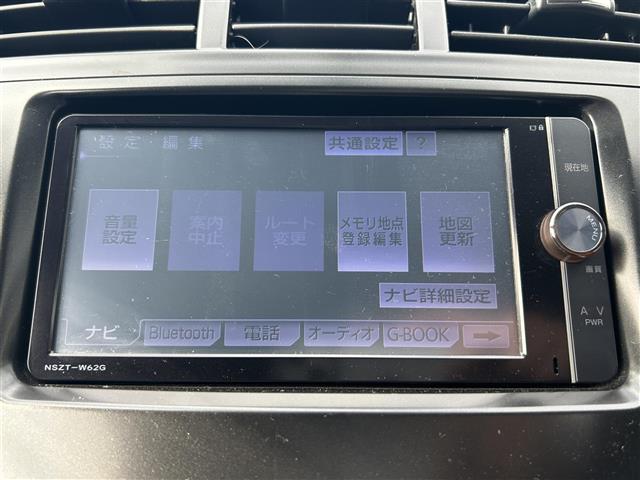 設定 編集
共通設定
?
音量
設定
案内
中止
ルート
変更
メモリ地点
登録編集
地図
更新
ナビ詳細設定
ナビ
Bluetooth
電話
オーディオ
G-BOOK
NSZT-W62G
現在地
MENU
画質
A V
PWR